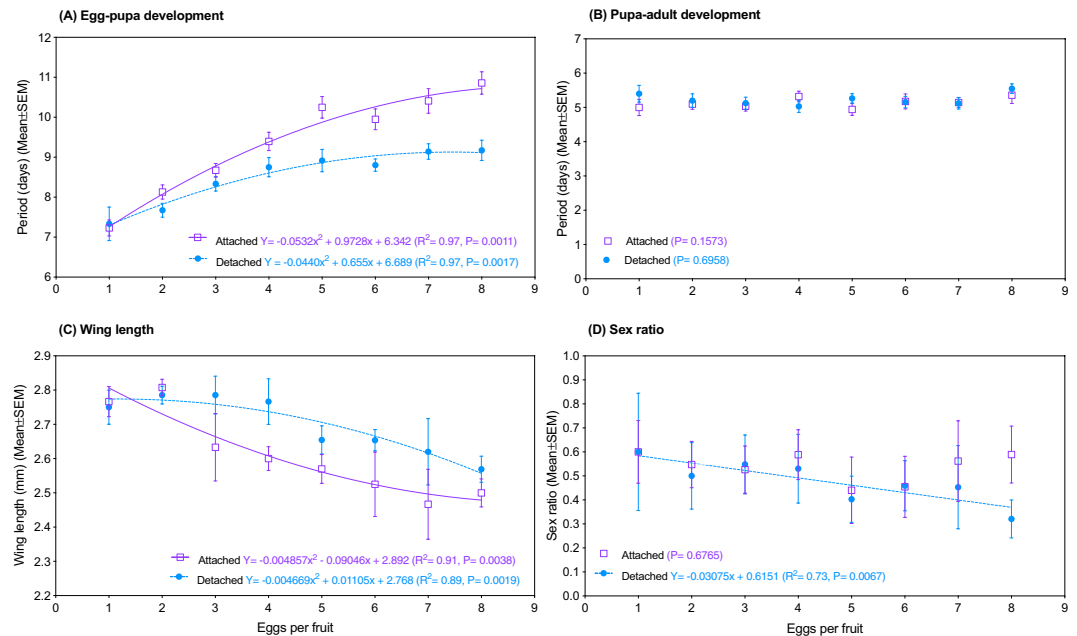 (A) Egg-pupa development
Period (days) (Mean±SEM)
12
11
10
9
8
7
6
0 1 2 3 4 5 6 7 8 9
Attached Y= -0.0532x² + 0.9728x + 6.342 (R²= 0.97, P= 0.0011)
Detached Y = -0.0440x² + 0.655x + 6.689 (R²= 0.97, P= 0.0017)
(B) Pupa-adult development
Period (days) (Mean±SEM)
7
6
5
4
3
2
1
0
0 1 2 3 4 5 6 7 8 9
Attached (P= 0.1573)
Detached (P= 0.6958)
(C) Wing length
Wing length (mm) (Mean±SEM)
2.9
2.8
2.7
2.6
2.5
2.4
2.3
2.2
0 1 2 3 4 5 6 7 8 9
Attached Y= -0.004857x² - 0.09046x + 2.892 (R²= 0.91, P= 0.0038)
Detached Y= -0.004669x² + 0.01105x + 2.768 (R²= 0.89, P= 0.0019)
Eggs per fruit
(D) Sex ratio
Sex ratio (Mean±SEM)
1.0
0.9
0.8
0.7
0.6
0.5
0.4
0.3
0.2
0.1
0.0
0 1 2 3 4 5 6 7 8 9
Attached (P= 0.6765)
Detached Y= -0.03075x + 0.6151 (R²= 0.73, P= 0.0067)
Eggs per fruit